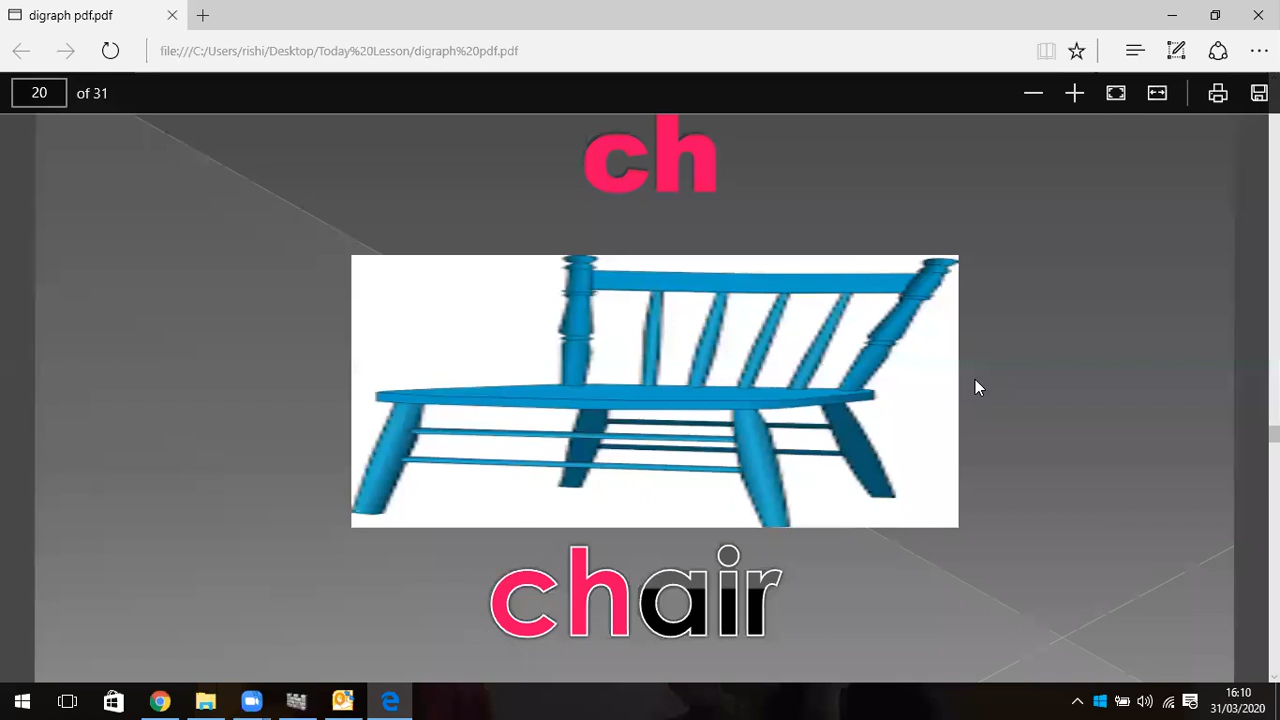 digraph pdf.pdf
file:///C:/Users/rishi/Desktop/Today%20Lesson/digraph%20pdf.pdf
20 of 31
ch
chair
16:10
31/03/2020